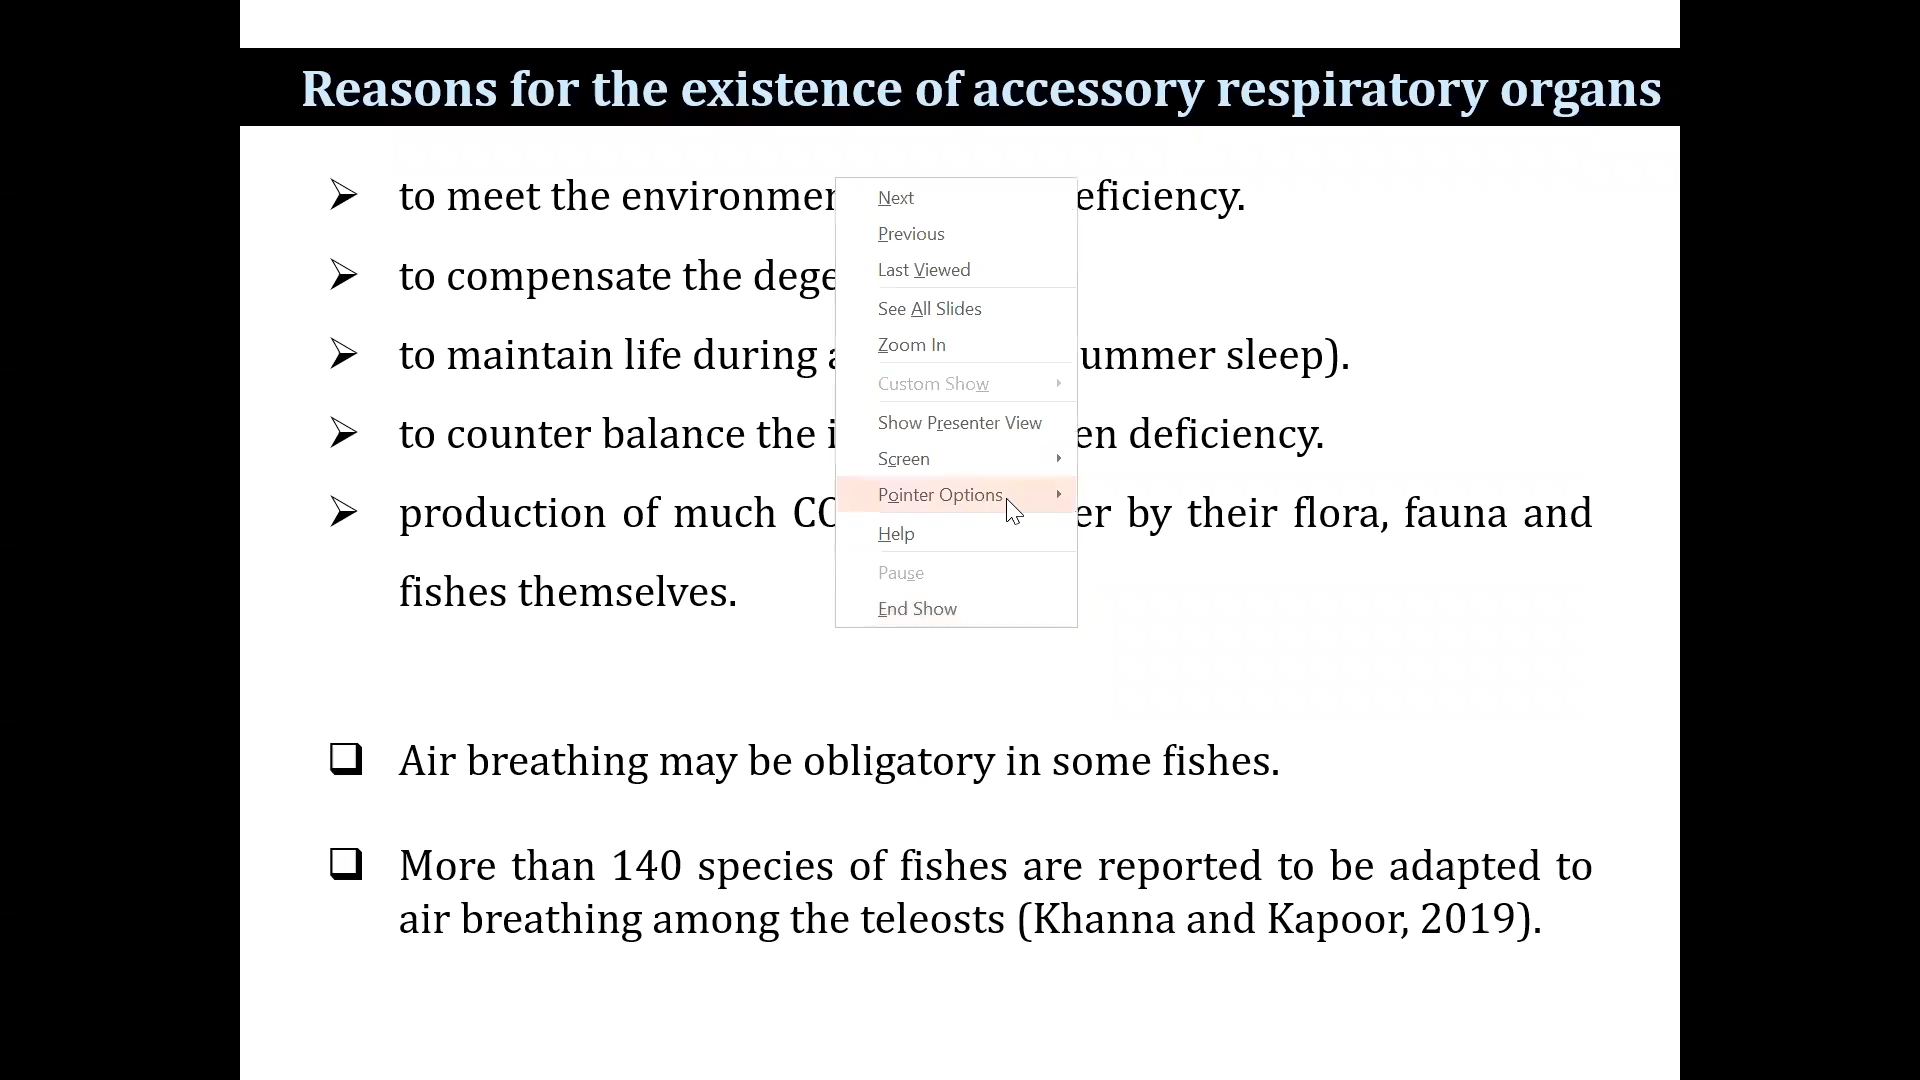 Reasons for the existence of accessory respiratory organs
to meet the environmen eficiency.
to compensate the dege
to maintain life during a ummer sleep).
to counter balance the i en deficiency.
production of much CO er by their flora, fauna and
fishes themselves.
Next
Previous
Last Viewed
See All Slides
Zoom In
Custom Show
Show Presenter View
Screen
Pointer Options
Help
Pause
End Show
Air breathing may be obligatory in some fishes.
More than 140 species of fishes are reported to be adapted to
air breathing among the teleosts (Khanna and Kapoor, 2019).